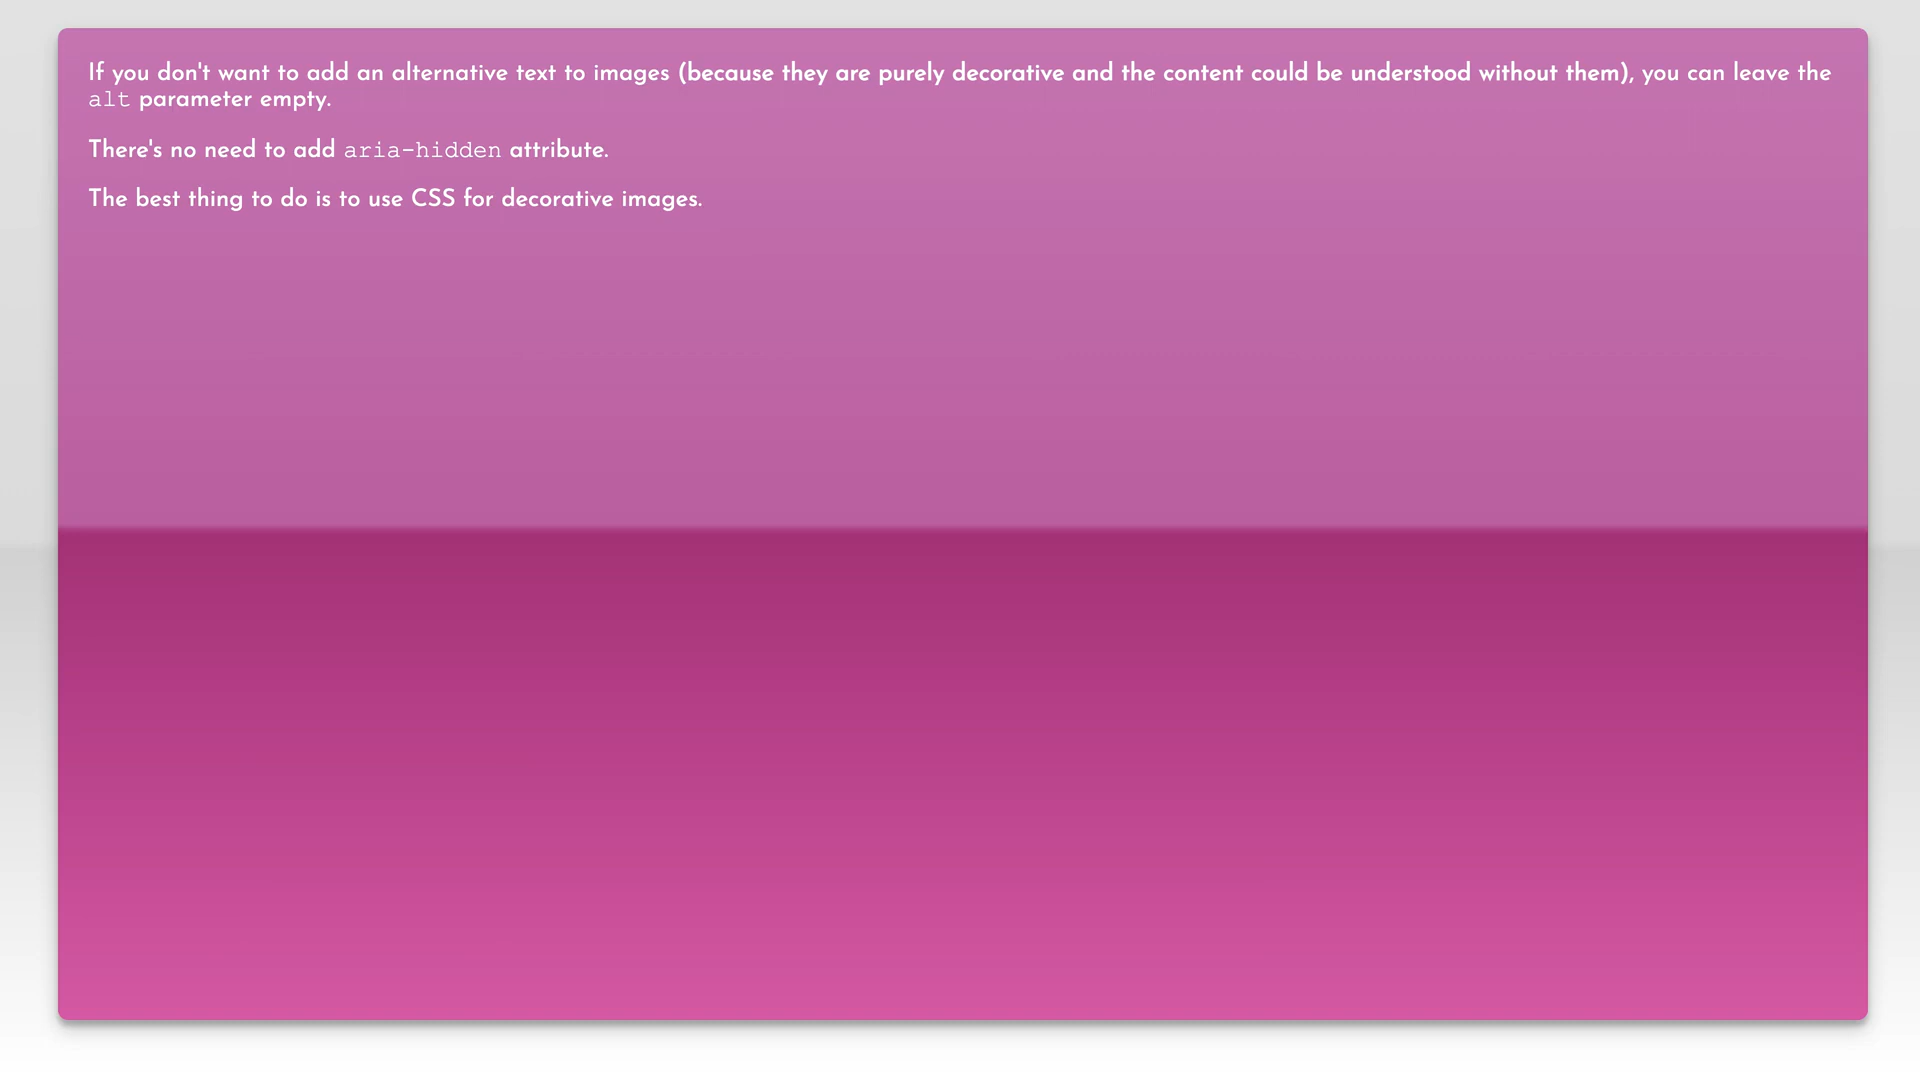 If you don't want to add an alternative text to images (because they are purely decorative and the content could be understood without them), you can leave the
alt parameter empty.
There's no need to add aria-hidden attribute.
The best thing to do is to use CSS for decorative images.